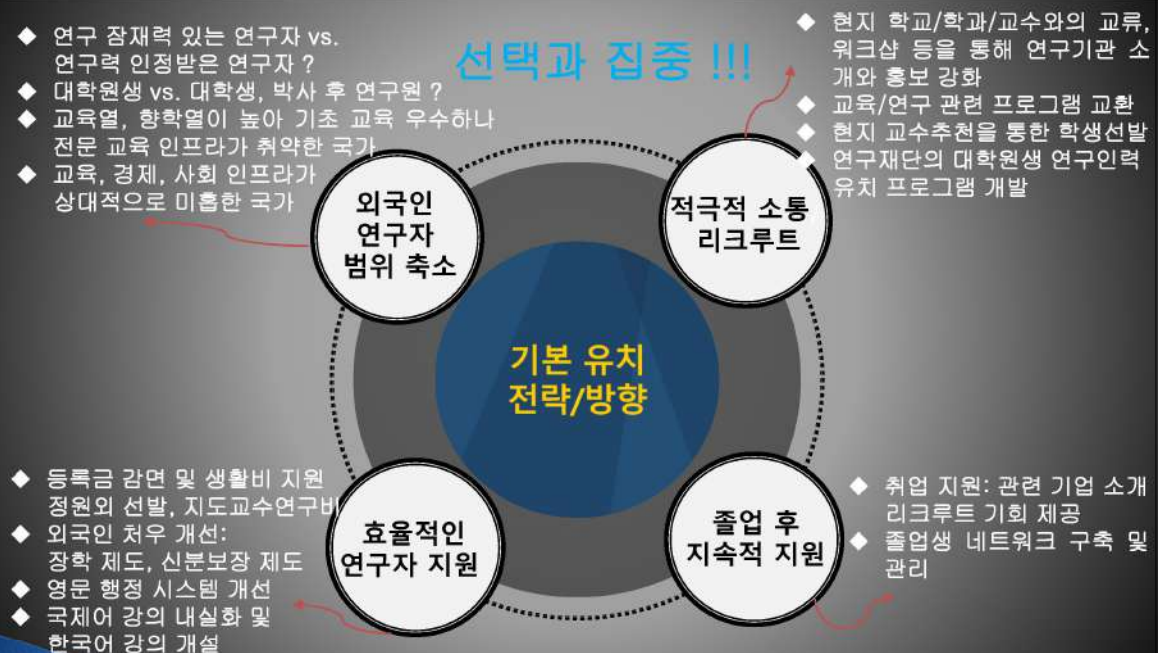 선택과 집중 !!!
◆ 연구 잠재력 있는 연구자 vs.
연구력 인정받은 연구자 ?
◆ 대학원생 vs. 대학생, 박사 후 연구원 ?
◆ 교육열, 향학열이 높아 기초 교육 우수하나
전문 교육 인프라가 취약한 국가
◆ 교육, 경제, 사회 인프라가
상대적으로 미흡한 국가
외국인
연구자
범위 축소
◆ 현지 학교/학과/교수와의 교류,
워크샵 등을 통해 연구기관 소
개와 홍보 강화
◆ 교육/연구 관련 프로그램 교환
◆ 현지 교수추천을 통한 학생선발
◆ 연구재단의 대학원생 연구인력
유치 프로그램 개발
적극적 소통
리크루트
기본 유치
전략/방향
◆ 등록금 감면 및 생활비 지원
정원외 선발, 지도교수연구비
◆ 외국인 처우 개선:
장학 제도, 신분보장 제도
◆ 영문 행정 시스템 개선
◆ 국제어 강의 내실화 및
한국어 강의 개설
효율적인
연구자 지원
졸업 후
지속적 지원
◆ 취업 지원: 관련 기업 소개
리크루트 기회 제공
◆ 졸업생 네트워크 구축 및
관리